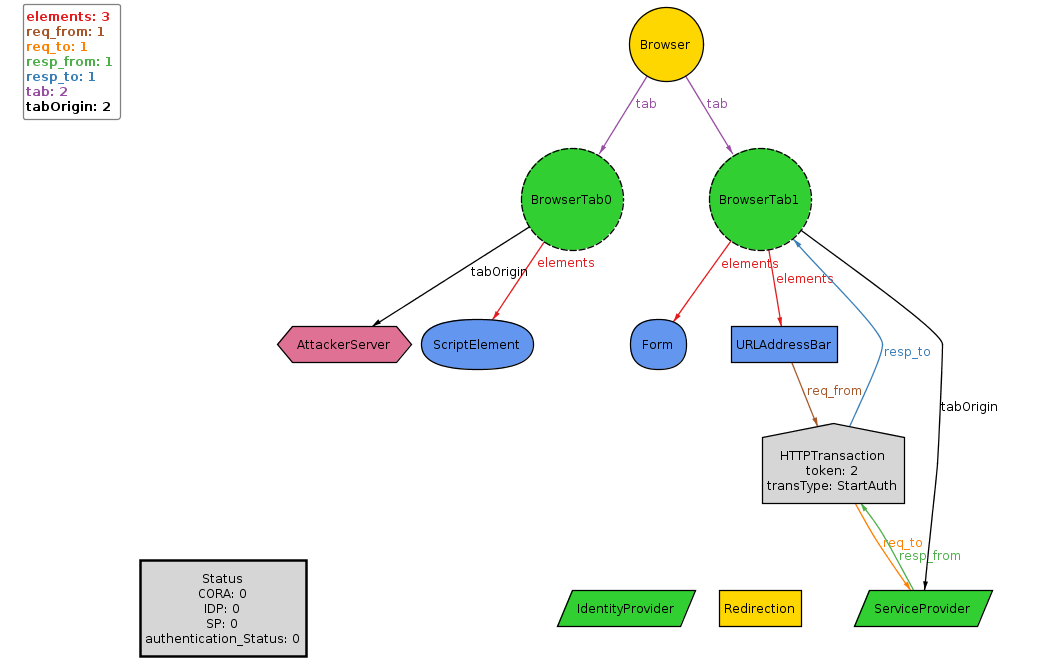 elements: 3
req_from: 1
req_to: 1
resp_from: 1
resp_to: 1
tab: 2
tabOrigin: 2
Browser
tab
tab
BrowserTab0
BrowserTab1
elements
elements
tabOrigin
elements
AttackerServer
ScriptElement
Form
URLAddressBar
resp_to
req_from
tabOrigin
HTTPTransaction
token: 2
transType: StartAuth
req_to
resp_from
Status
CORA: 0
IDP: 0
SP: 0
authentication_Status: 0
IdentityProvider
Redirection
ServiceProvider